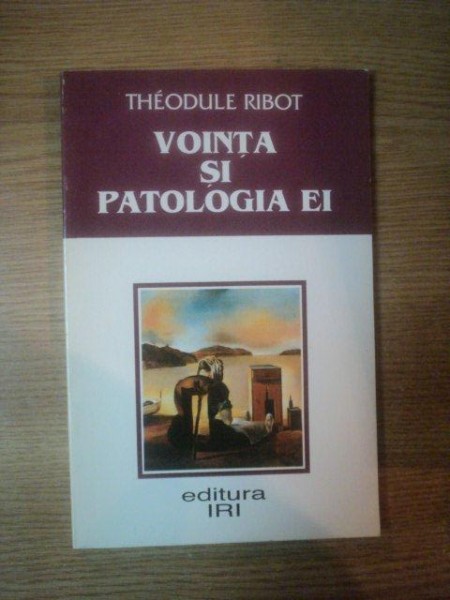 THÉODULE RIBOT
VOINȚA
ȘI
PATOLOGIA EI
editura
IRI